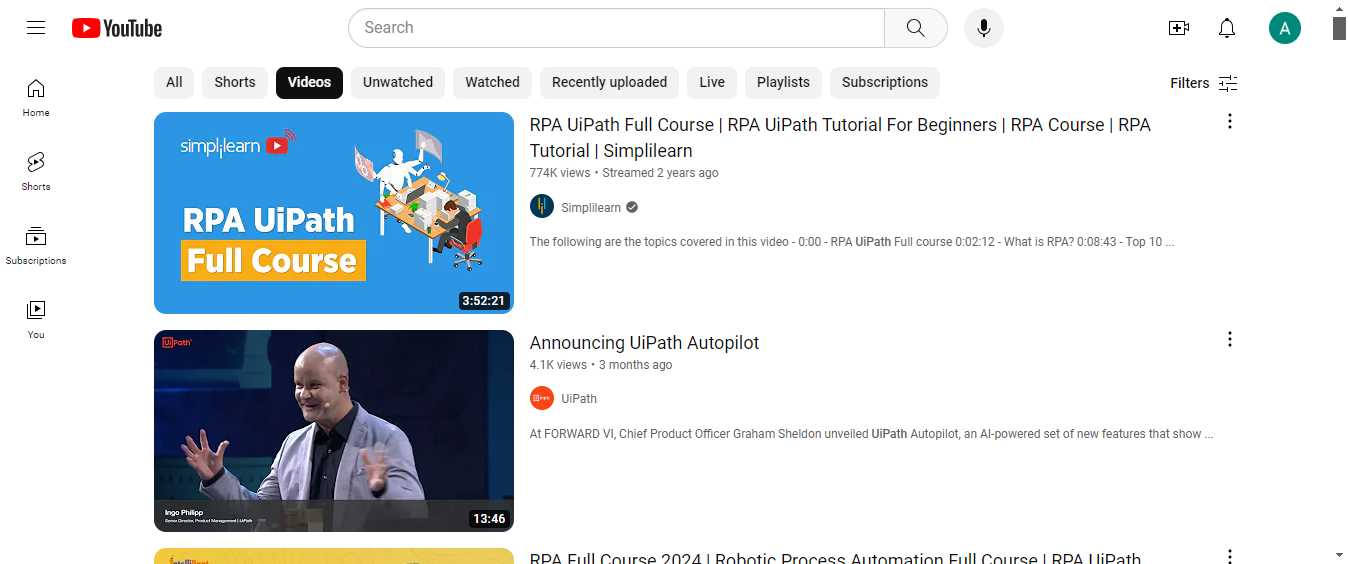 YouTube
Search
A
Home
Shorts
Subscriptions
You
All
Shorts
Videos
Unwatched
Watched
Recently uploaded
Live
Playlists
Subscriptions
Filters
simplilearn
RPA UiPath
Full Course
3:52:21
RPA UiPath Full Course | RPA UiPath Tutorial For Beginners | RPA Course | RPA
Tutorial | Simplilearn
774K views • Streamed 2 years ago
Simplilearn
The following are the topics covered in this video - 0:00 - RPA UiPath Full course 0:02:12 - What is RPA? 0:08:43 - Top 10 ...
UiPath
Ingo Philipp
Senior Director, Product Management | UiPath
13:46
Announcing UiPath Autopilot
4.1K views • 3 months ago
UiPath
At FORWARD VI, Chief Product Officer Graham Sheldon unveiled UiPath Autopilot, an AI-powered set of new features that show ...
RPA Full Course 2024 | Robotic Process Automation Full Course | RPA UiPath